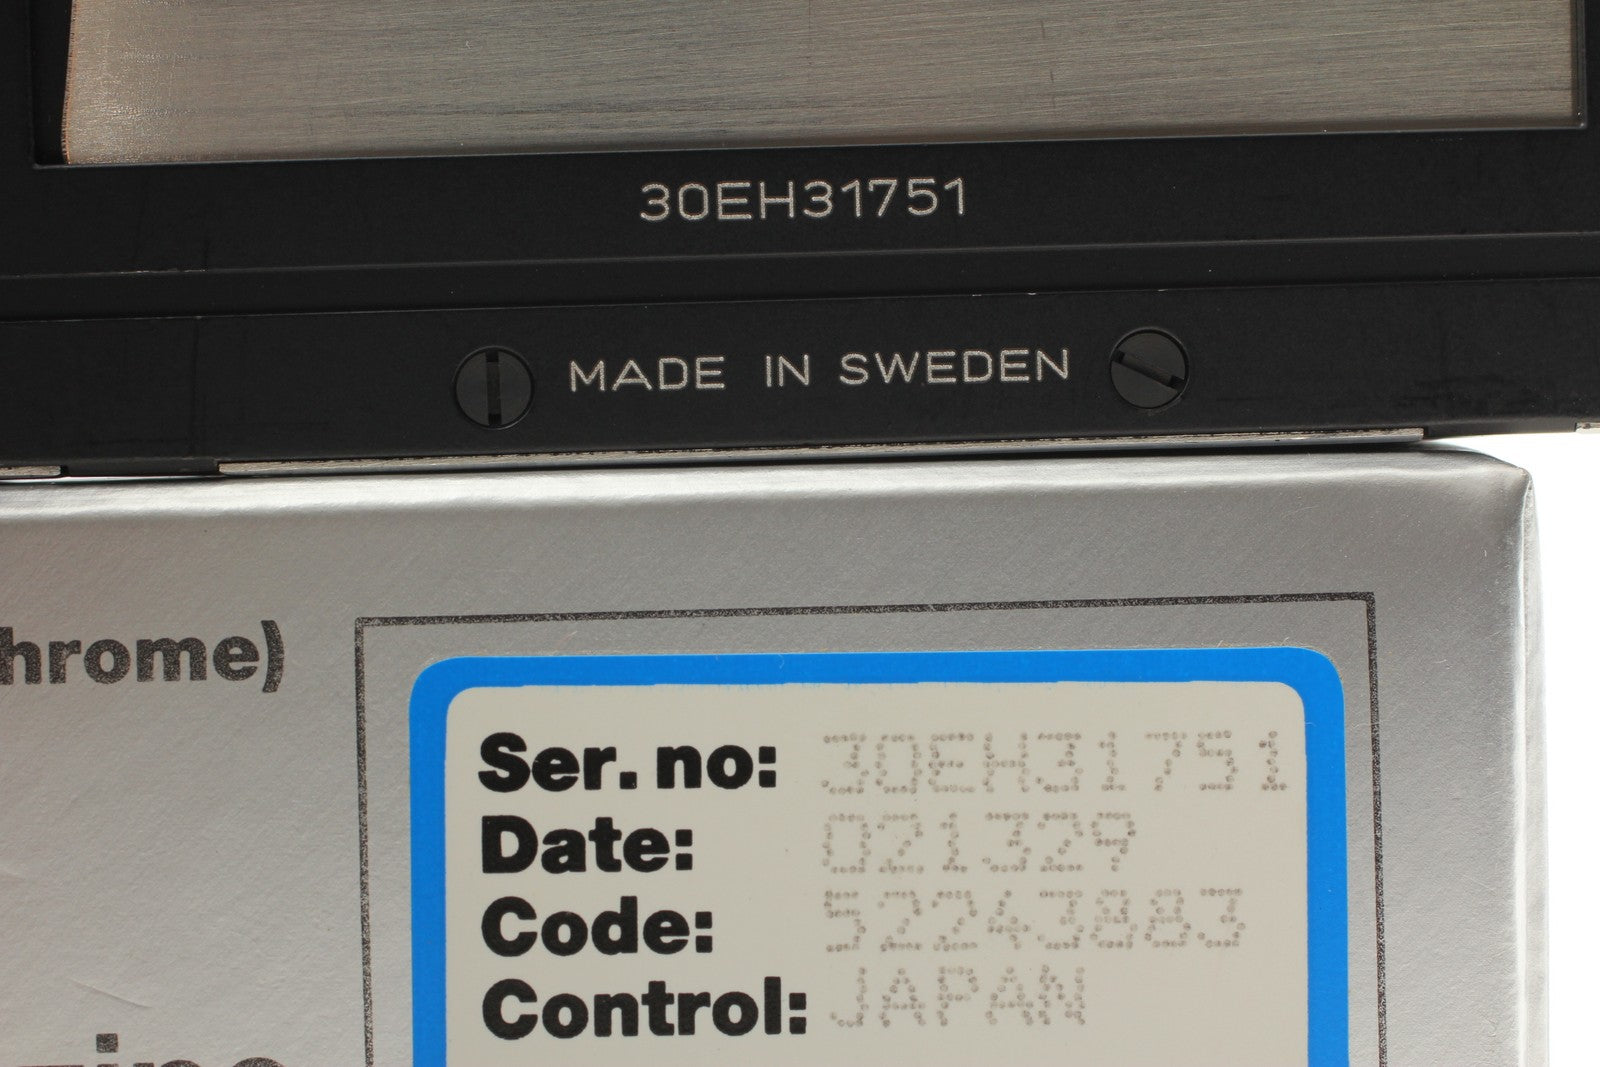 30EH31751
MADE IN SWEDEN
hrome)
Ser. no: 30EH31751
Date: 021329
Code: 52243883
Control: JAPAN